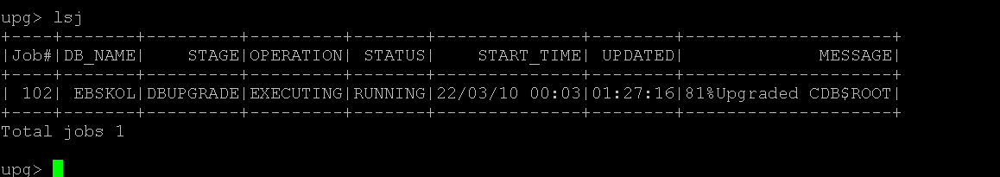 upg> lsj
+----+-------+---------+---------+-------+--------------+--------+--------------------+
|Job#|DB_NAME|    STAGE|OPERATION| STATUS|    START_TIME| UPDATED|             MESSAGE|
+----+-------+---------+---------+-------+--------------+--------+--------------------+
| 102| EBSKOL|DBUPGRADE|EXECUTING|RUNNING|22/03/10 00:03|01:27:16|81%Upgraded CDB$ROOT|
+----+-------+---------+---------+-------+--------------+--------+--------------------+
Total jobs 1
upg>